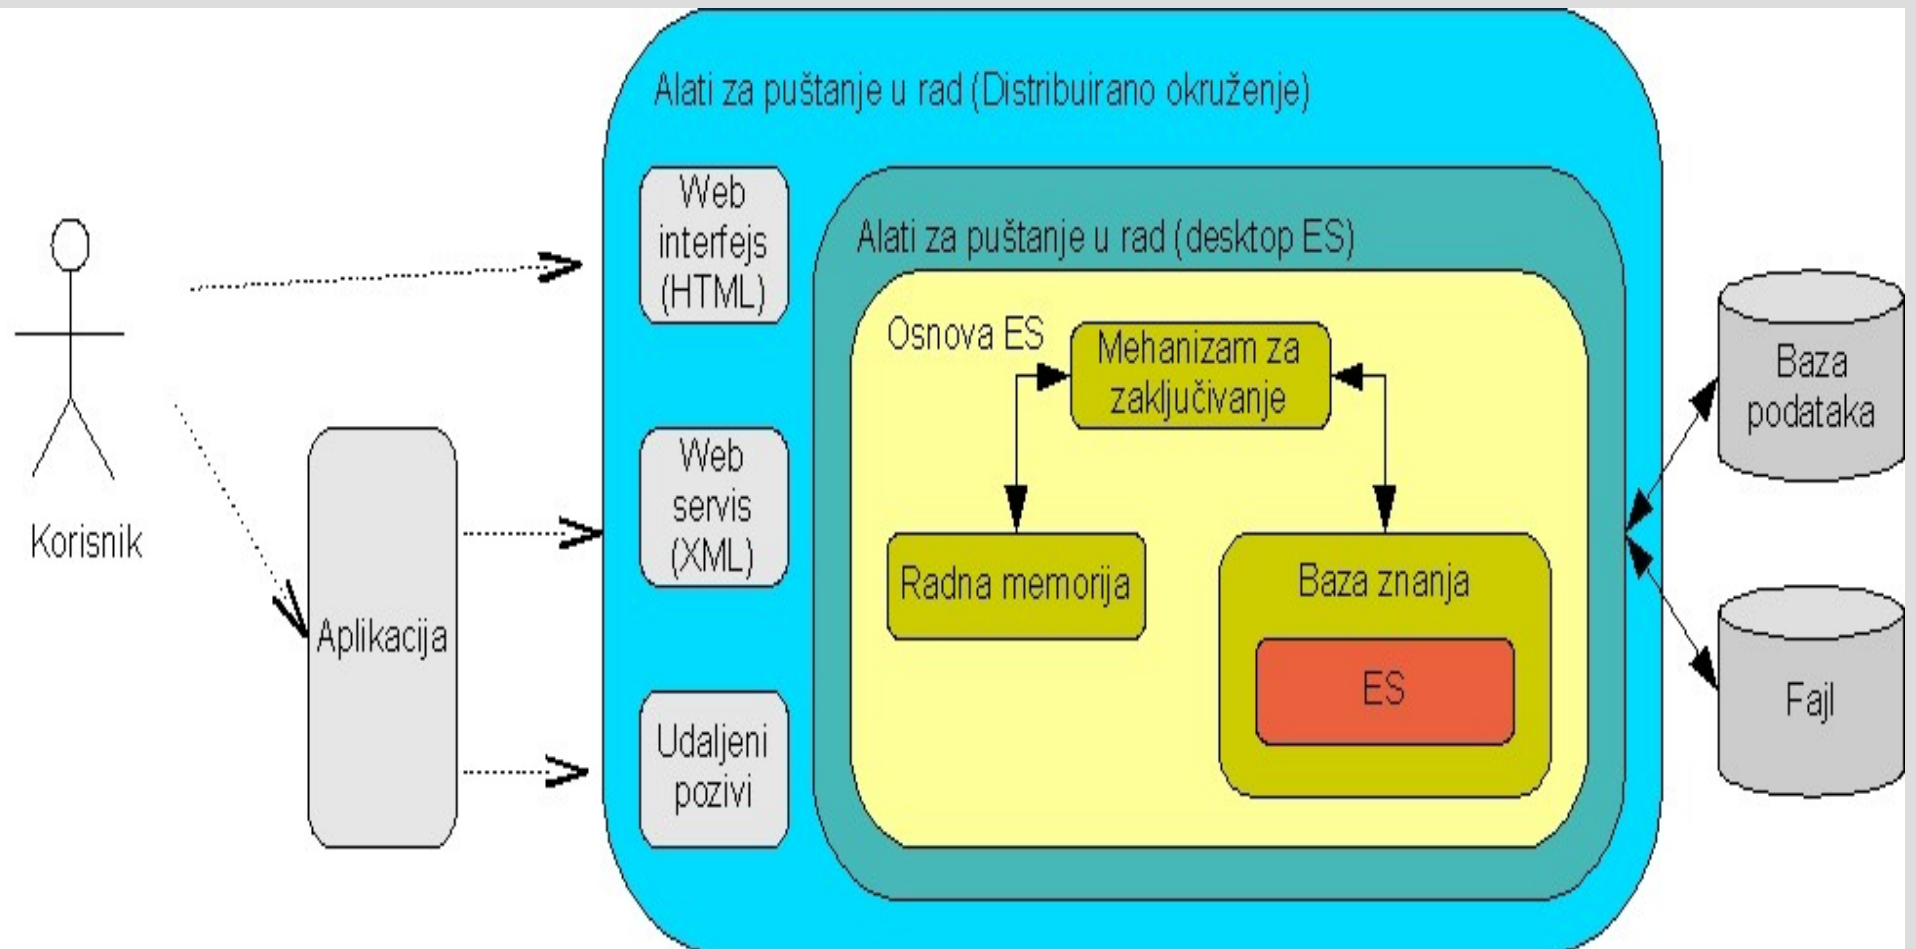 Alati za puštanje u rad (Distribuirano okruženje)
Web
interfejs
(HTML)
Alati za puštanje u rad (desktop ES)
Osnova ES
Mehanizam za
zaključivanje
Baza
podataka
Korisnik
Web
servis
(XML)
Radna memorija
Baza znanja
Aplikacija
ES
Fajl
Udaljeni
pozivi